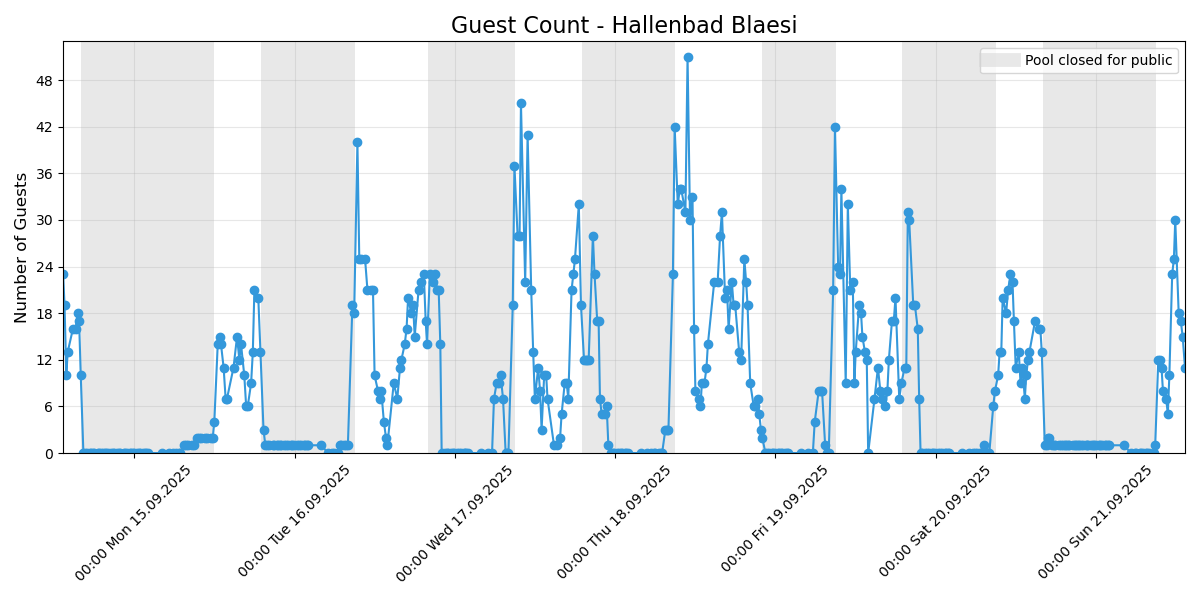 Guest Count - Hallenbad Blaesi
Pool closed for public
Number of Guests
48
42
36
30
24
18
12
6
0
00:00 Mon 15.09.2025
00:00 Tue 16.09.2025
00:00 Wed 17.09.2025
00:00 Thu 18.09.2025
00:00 Fri 19.09.2025
00:00 Sat 20.09.2025
00:00 Sun 21.09.2025